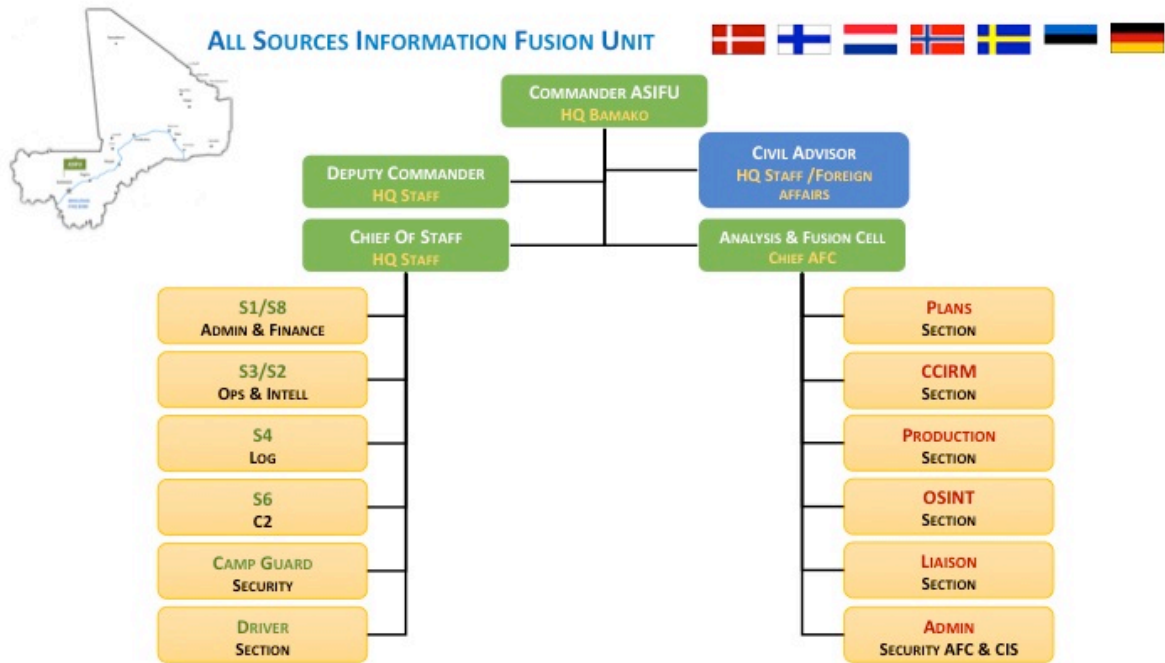 ALL SOURCES INFORMATION FUSION UNIT
COMMANDER ASIFU
HQ BAMAKO
DEPUTY COMMANDER
HQ STAFF
CIVIL ADVISOR
HQ STAFF /FOREIGN
AFFAIRS
CHIEF OF STAFF
HQ STAFF
ANALYSIS & FUSION CELL
CHIEF AFC
S1/S8
ADMIN & FINANCE
S3/S2
OPS & INTELL
S4
LOG
S6
C2
CAMP GUARD
SECURITY
DRIVER
SECTION
PLANS
SECTION
CCIRM
SECTION
PRODUCTION
SECTION
OSINT
SECTION
LIAISON
SECTION
ADMIN
SECURITY AFC & CIS